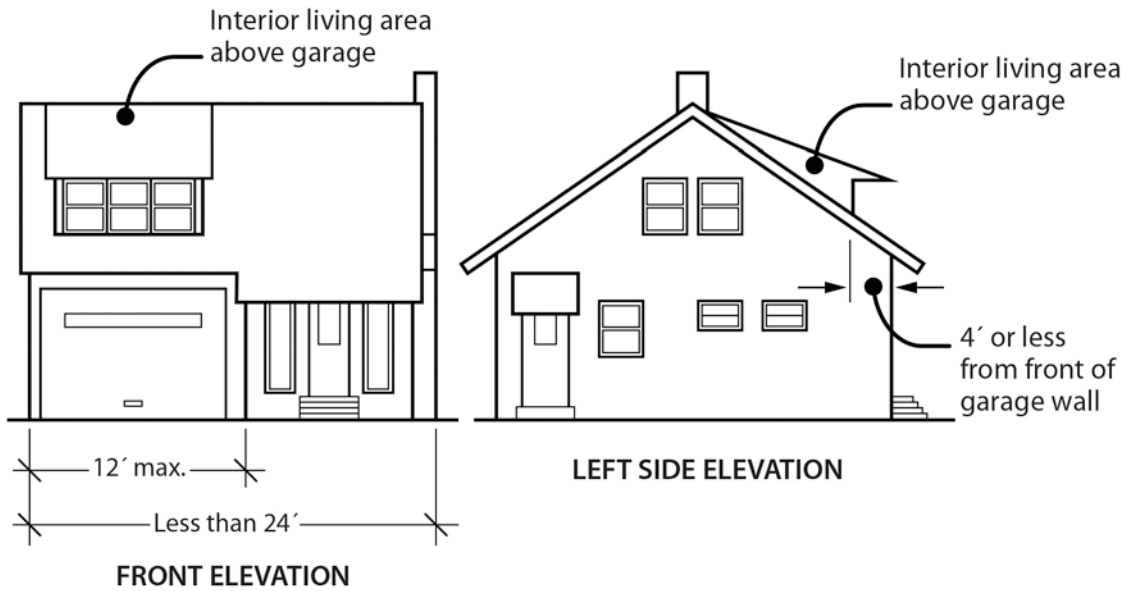 Interior living area
above garage
Interior living area
above garage
4´ or less
from front of
garage wall
12´ max.
LEFT SIDE ELEVATION
Less than 24´
FRONT ELEVATION